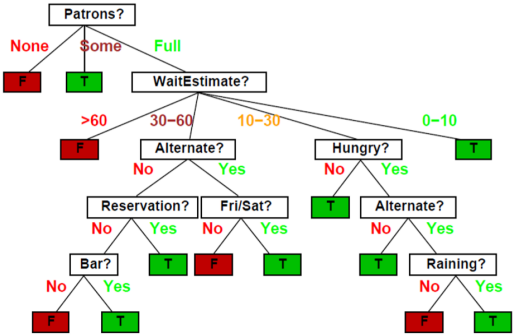 Patrons?
None Some Full
F T WaitEstimate?
>60 30−60 10−30 0−10
F Alternate? Hungry? T
No Yes No Yes
Reservation? Fri/Sat? T Alternate?
No Yes No Yes No Yes
Bar? T F T T Raining?
No Yes No Yes
F T F T